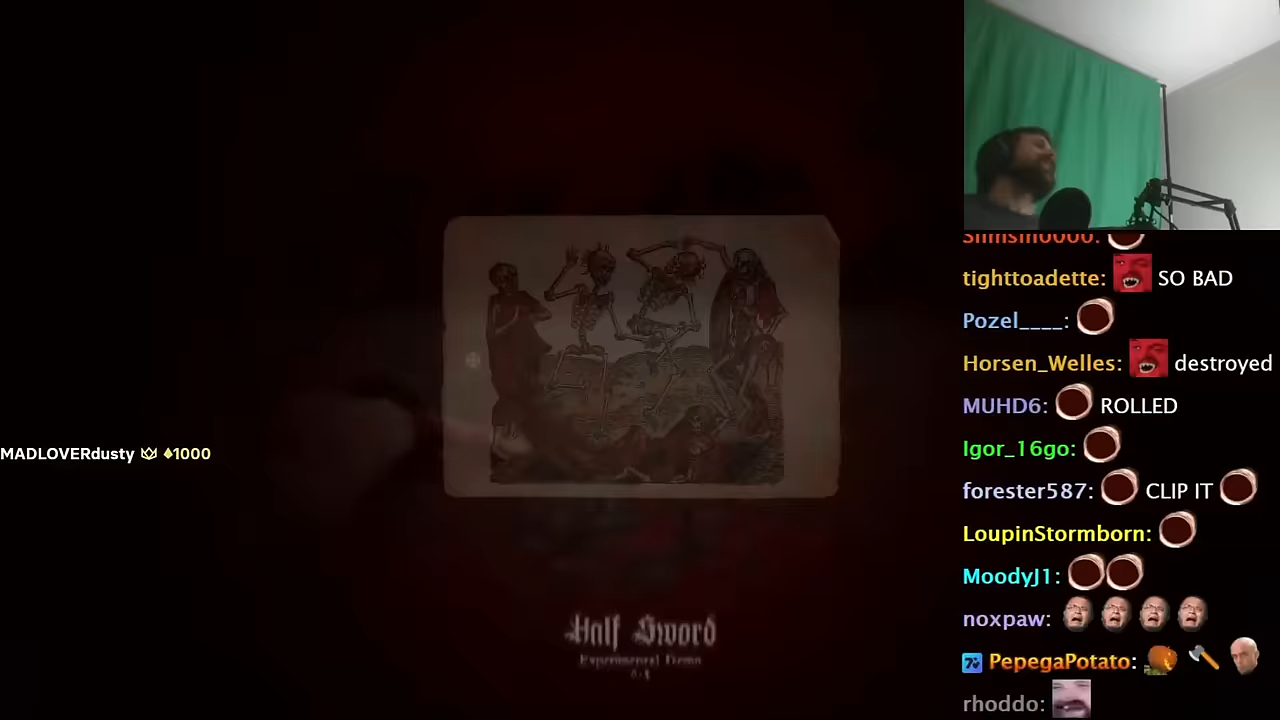 Slimsim0000:
tighttoadette: SO BAD
Pozel____:
Horsen_Welles: destroyed
MUHD6: ROLLED
Igor_16go:
forester587: CLIP IT
LoupinStormborn:
MoodyJ1:
noxpaw:
PepegaPotato:
rhoddo:
MADLOVERdusty 1000
Half Sword
Experimental Demo